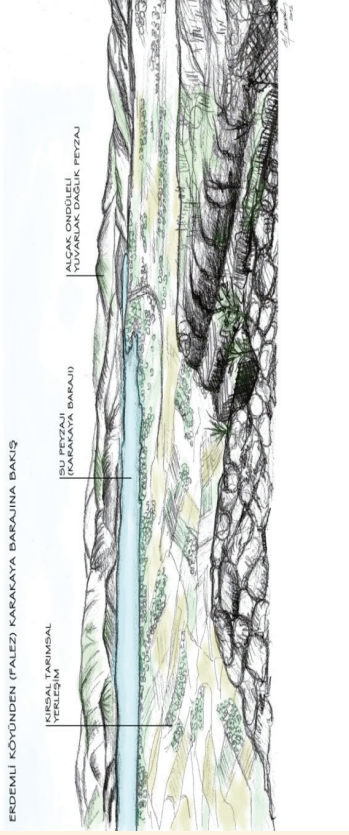 ERDEMLİ KÖYÜNDEN (FALEZ) KARAKAYA BARAJINA BAKIŞ
KIRSAL TARIMSAL
YERLEŞİM
SU PEYZAJI
(KARAKAYA BARAJI)
ALÇAK ONDÜLELİ
YUVARLAK DAĞLIK PEYZAJ